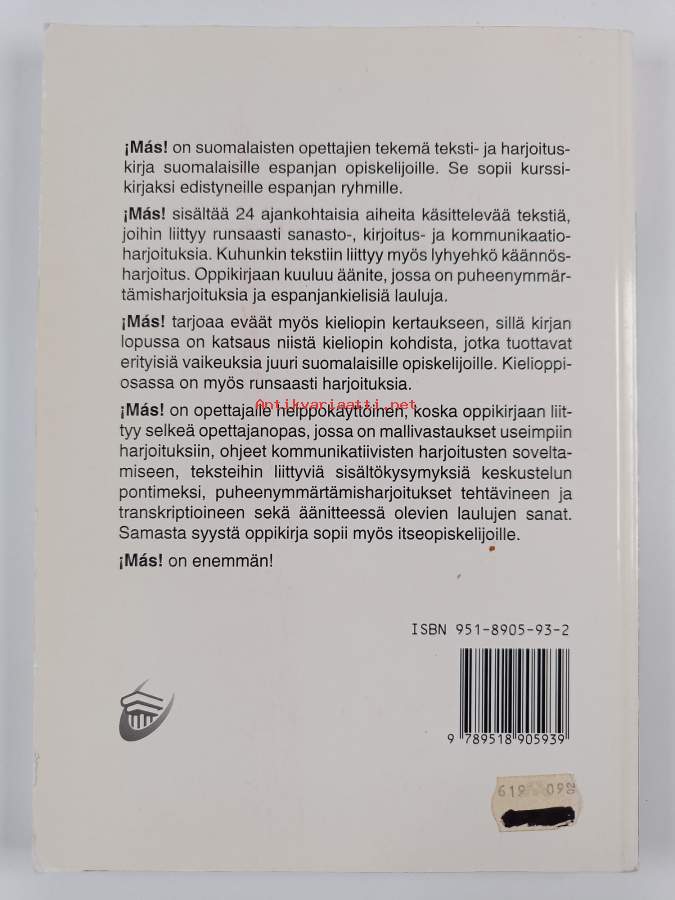 ¡Más! on suomalaisten opettajien tekemä teksti- ja harjoitus-
kirja suomalaisille espanjan opiskelijoille. Se sopii kurssi-
kirjaksi edistyneille espanjan ryhmille.
¡Más! sisältää 24 ajankohtaisia aiheita käsittelevää tekstiä,
joihin liittyy runsaasti sanasto-, kirjoitus- ja kommunikaatio-
harjoituksia. Kuhunkin tekstiin liittyy myös lyhyehkö käännös-
harjoitus. Oppikirjaan kuuluu äänite, jossa on puheenymmär-
tämisharjoituksia ja espanjankielisiä lauluja.
¡Más! tarjoaa eväät myös kieliopin kertaukseen, sillä kirjan
lopussa on katsaus niistä kieliopin kohdista, jotka tuottavat
erityisiä vaikeuksia juuri suomalaisille opiskelijoille. Kielioppi-
osassa on myös runsaasti harjoituksia.
Antikvariaatti.net
¡Más! on opettajalle helppokäyttöinen, koska oppikirjaan liit-
tyy selkeä opettajanopas, jossa on mallivastaukset useimpiin
harjoituksiin, ohjeet kommunikatiivisten harjoitusten sovelta-
miseen, teksteihin liittyviä sisältökysymyksiä keskustelun
pontimeksi, puheenymmärtämisharjoitukset tehtävineen ja
transkriptioineen sekä äänitteessä olevien laulujen sanat.
Samasta syystä oppikirja sopii myös itseopiskelijoille.
¡Más! on enemmän!
ISBN 951-8905-93-2
9 789518 905939